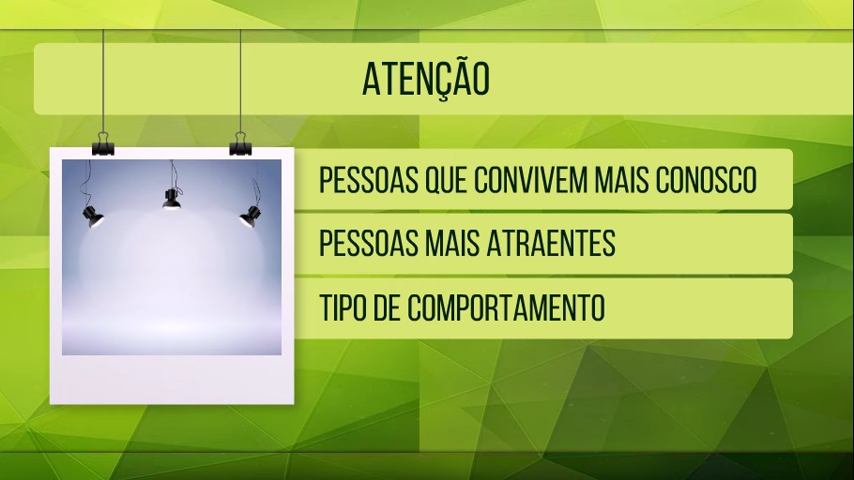 ATENÇÃO
PESSOAS QUE CONVIVEM MAIS CONOSCO
PESSOAS MAIS ATRAENTES
TIPO DE COMPORTAMENTO